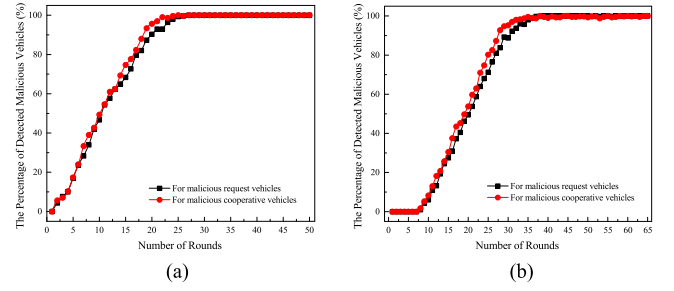 The Percentage of Detected Malicious Vehicles (%)
100
80
60
40
20
0
For malicious request vehicles
For malicious cooperative vehicles
0 5 10 15 20 25 30 35 40 45 50
Number of Rounds
(a)
The Percentage of Detected Malicious Vehicles (%)
100
80
60
40
20
0
For malicious request vehicles
For malicious cooperative vehicles
0 5 10 15 20 25 30 35 40 45 50 55 60 65
Number of Rounds
(b)